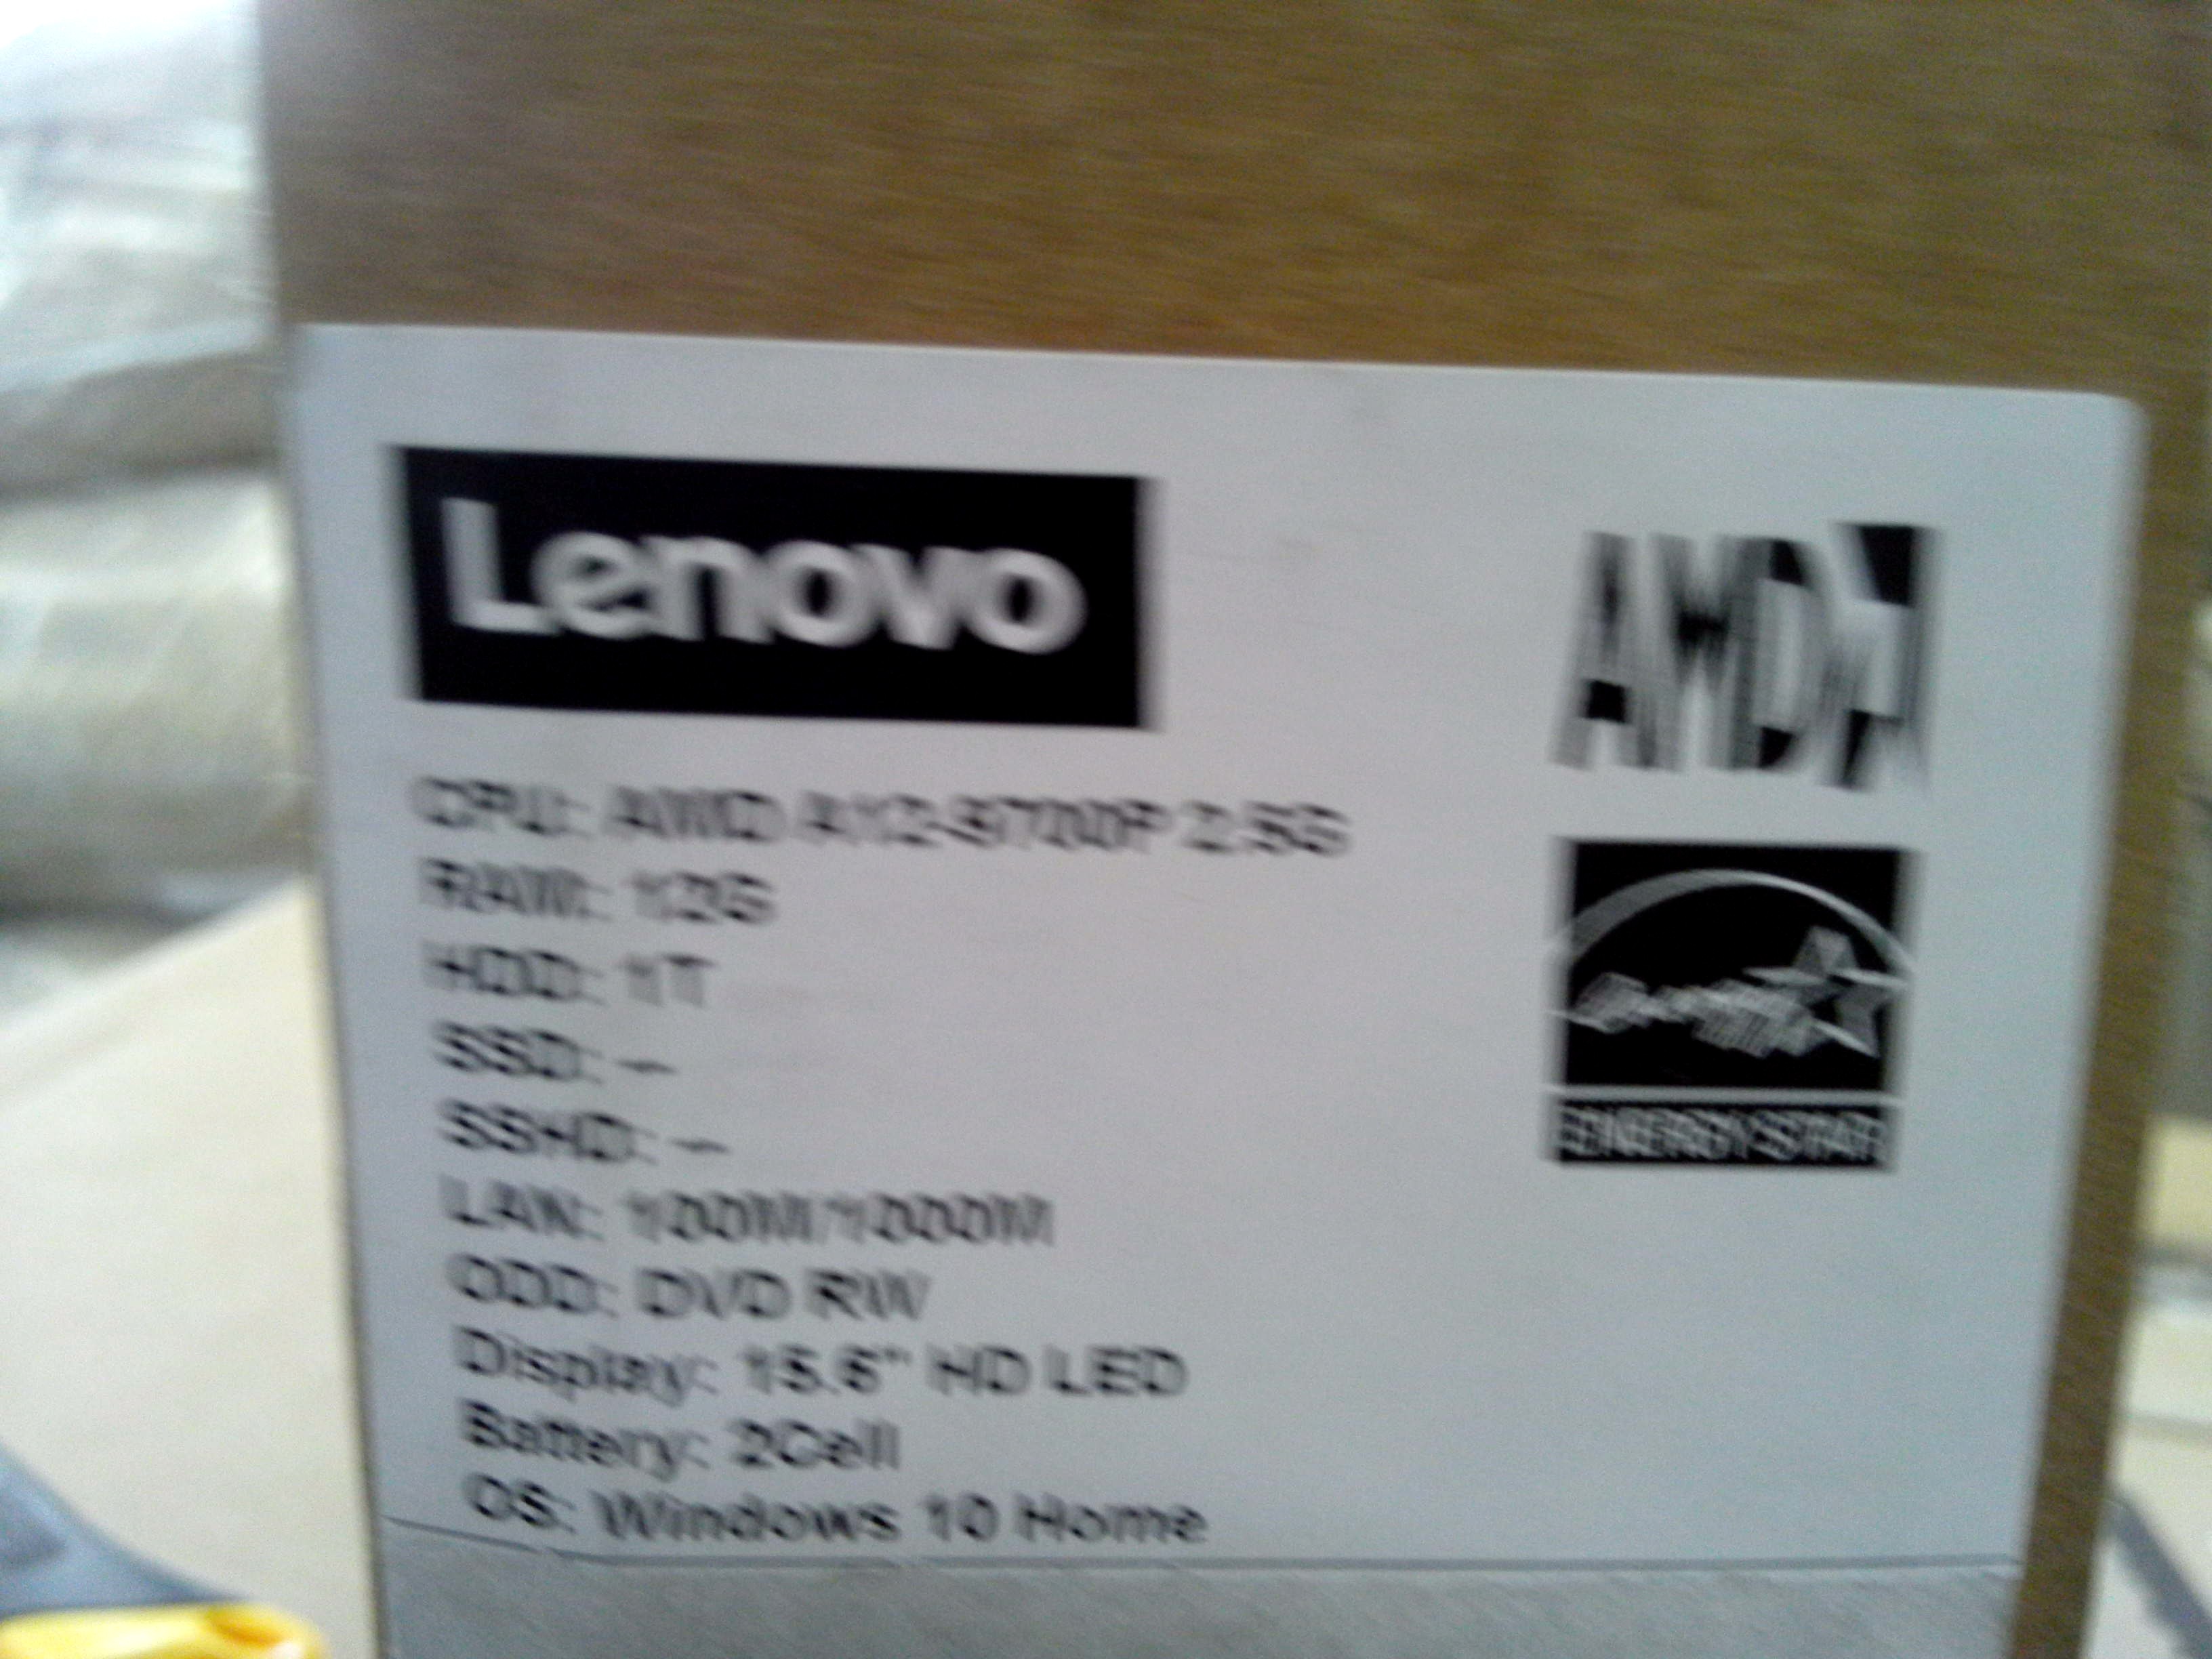 Lenovo
AMD
CPU: AMD A12-9700P 2.5G
RAM: 12G
HDD: 1T
SSD: --
SSHD: --
LAN: 100M/1000M
ODD: DVD RW
Display: 15.6" HD LED
Battery: 2Cell
OS: Windows 10 Home
energy
ENERGY STAR